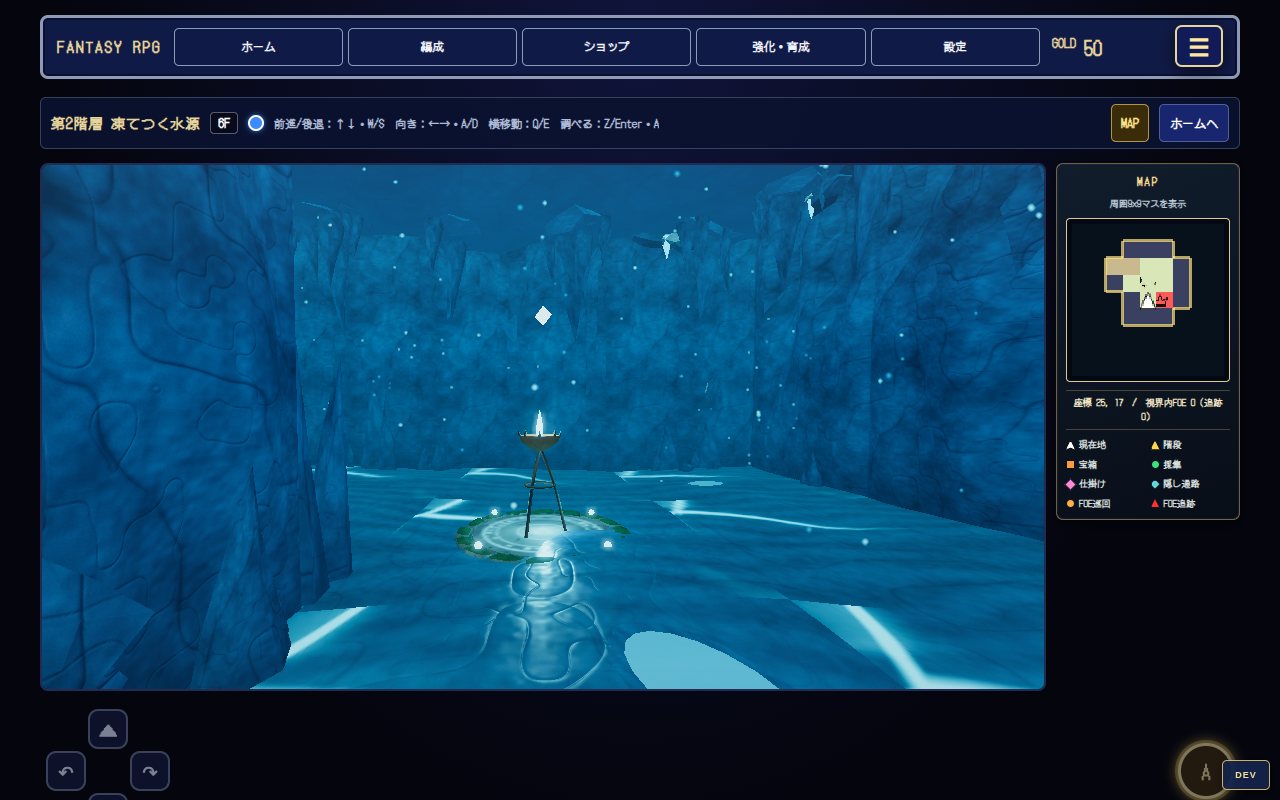 FANTASY RPG
ホーム
編成
ショップ
強化・育成
設定
GOLD 50
第2階層 凍てつく水源
6F
前進/後退：↑↓・W/S 向き：←→・A/D 横移動：Q/E 調べる：Z/Enter・A
MAP
ホームへ
MAP
周囲9x9マスを表示
座標 25, 17 / 視界内FOE 0（追跡
0）
現在地
階段
宝箱
採集
仕掛け
隠し通路
FOE巡回
FOE追跡
A
DEV